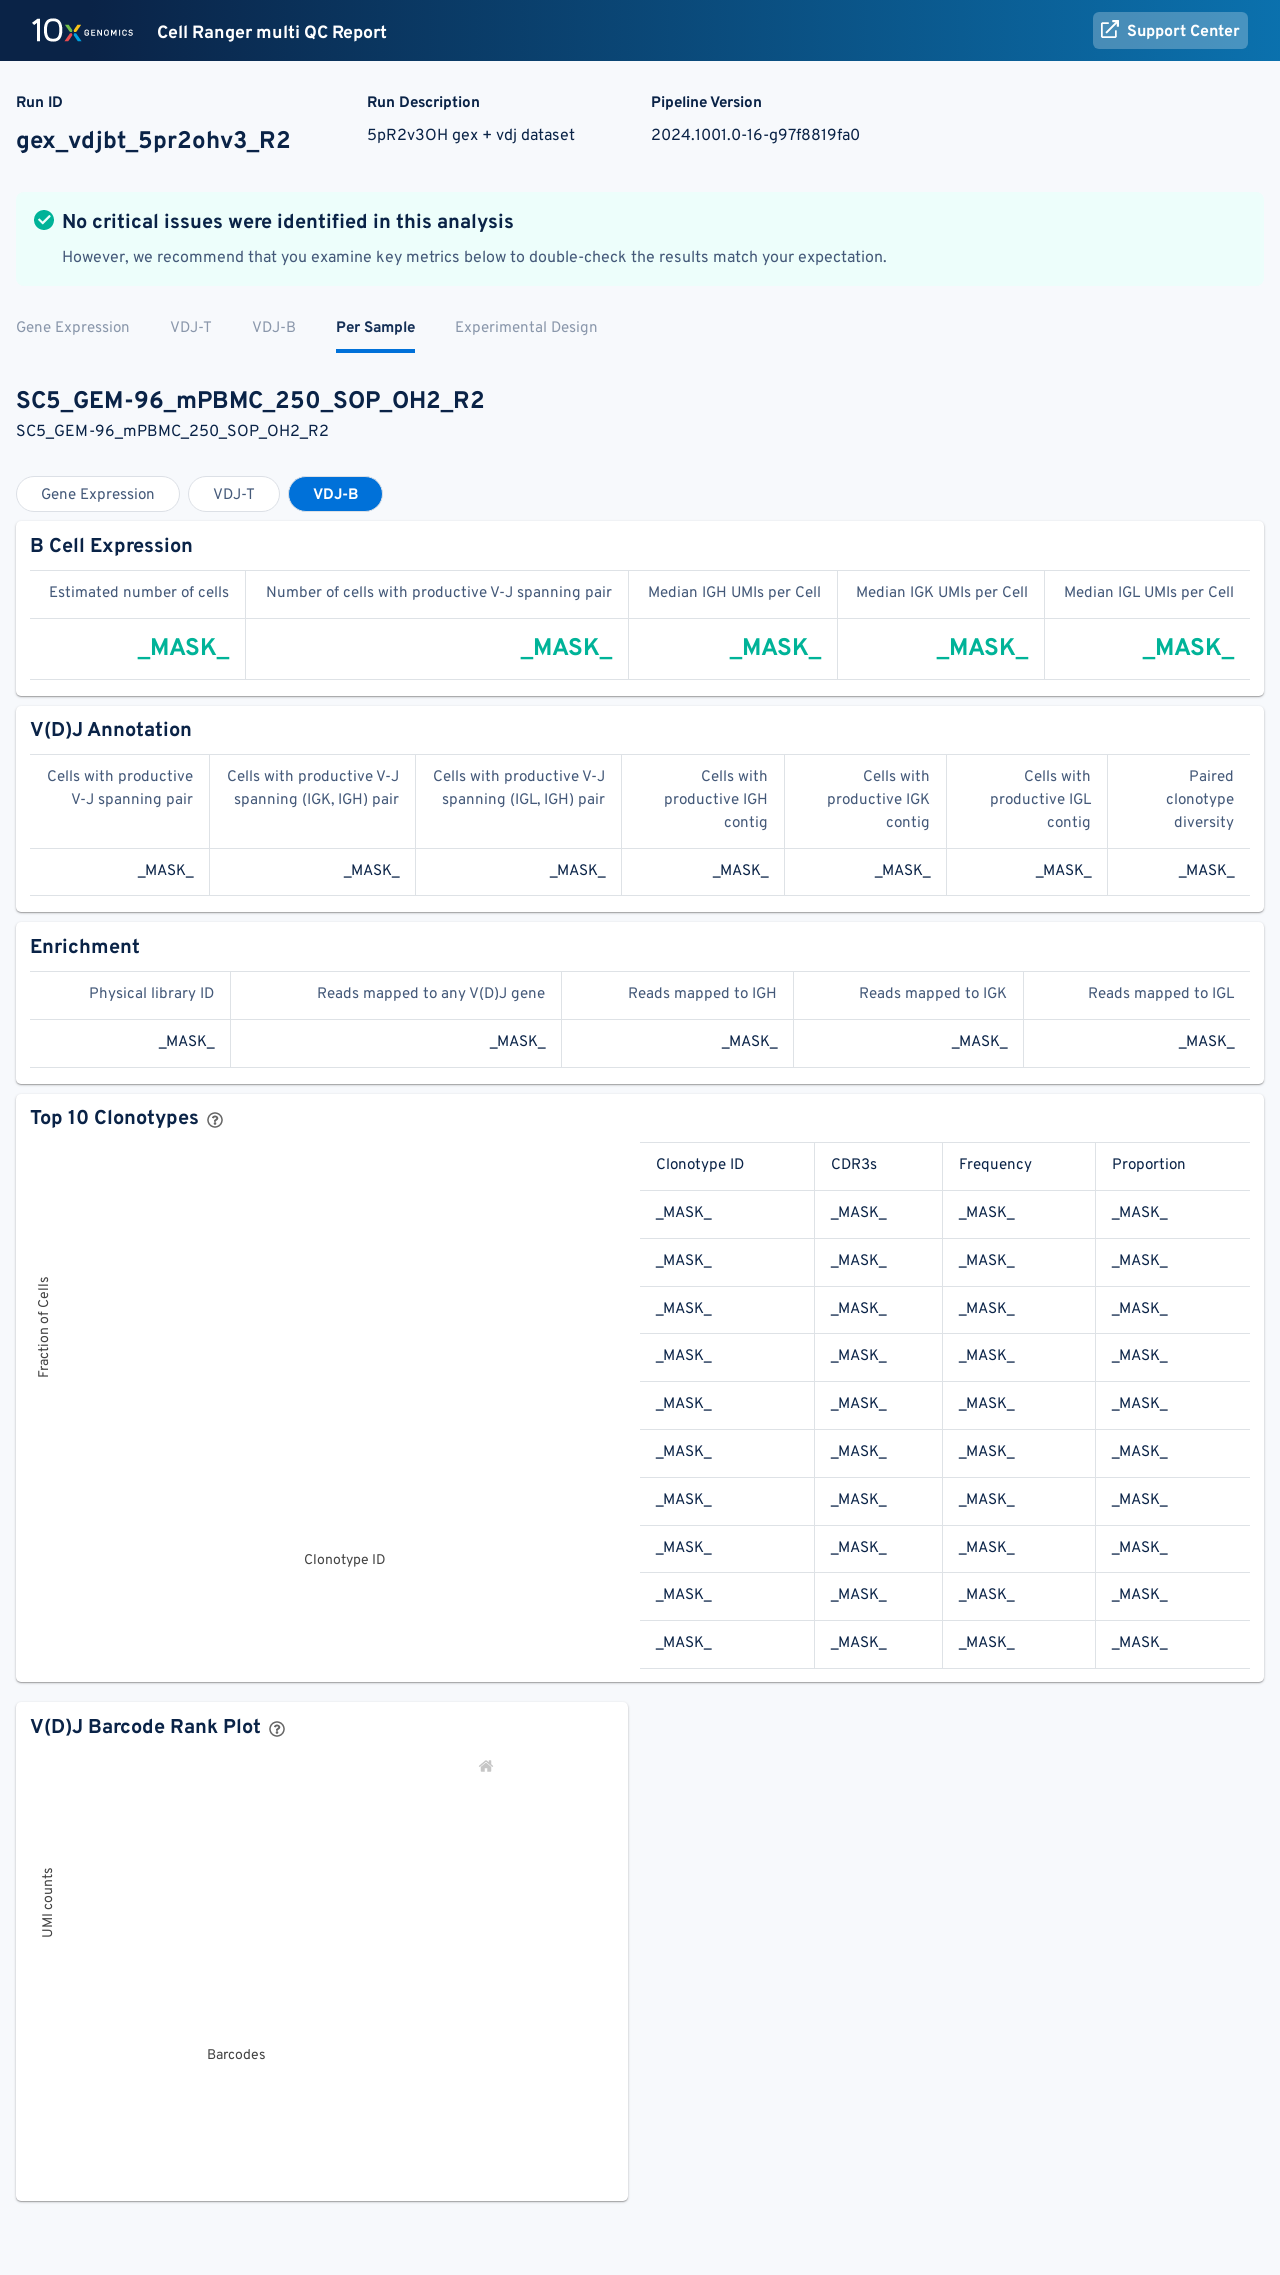 10x GENOMICS Cell Ranger multi QC Report Support Center
Run ID Run Description Pipeline Version
gex_vdjbt_5pr2ohv3_R2 5pR2v3OH gex + vdj dataset 2024.1001.0-16-g97f8819fa0
No critical issues were identified in this analysis
However, we recommend that you examine key metrics below to double-check the results match your expectation.
Gene Expression VDJ-T VDJ-B Per Sample Experimental Design
SC5_GEM-96_mPBMC_250_SOP_OH2_R2
SC5_GEM-96_mPBMC_250_SOP_OH2_R2
Gene Expression VDJ-T VDJ-B
B Cell Expression
Estimated number of cells Number of cells with productive V-J spanning pair Median IGH UMIs per Cell Median IGK UMIs per Cell Median IGL UMIs per Cell
_MASK_ _MASK_ _MASK_ _MASK_ _MASK_
V(D)J Annotation
Cells with productive Cells with productive V-J Cells with productive V-J Cells with Cells with Cells with Paired
V-J spanning pair spanning (IGK, IGH) pair spanning (IGL, IGH) pair productive IGH productive IGK productive IGL clonotype
contig contig contig diversity
_MASK_ _MASK_ _MASK_ _MASK_ _MASK_ _MASK_ _MASK_
Enrichment
Physical library ID Reads mapped to any V(D)J gene Reads mapped to IGH Reads mapped to IGK Reads mapped to IGL
_MASK_ _MASK_ _MASK_ _MASK_ _MASK_
Top 10 Clonotypes ?
Fraction of Cells
Clonotype ID
Clonotype ID CDR3s Frequency Proportion
_MASK_ _MASK_ _MASK_ _MASK_
_MASK_ _MASK_ _MASK_ _MASK_
_MASK_ _MASK_ _MASK_ _MASK_
_MASK_ _MASK_ _MASK_ _MASK_
_MASK_ _MASK_ _MASK_ _MASK_
_MASK_ _MASK_ _MASK_ _MASK_
_MASK_ _MASK_ _MASK_ _MASK_
_MASK_ _MASK_ _MASK_ _MASK_
_MASK_ _MASK_ _MASK_ _MASK_
_MASK_ _MASK_ _MASK_ _MASK_
V(D)J Barcode Rank Plot ?
UMI counts
Barcodes